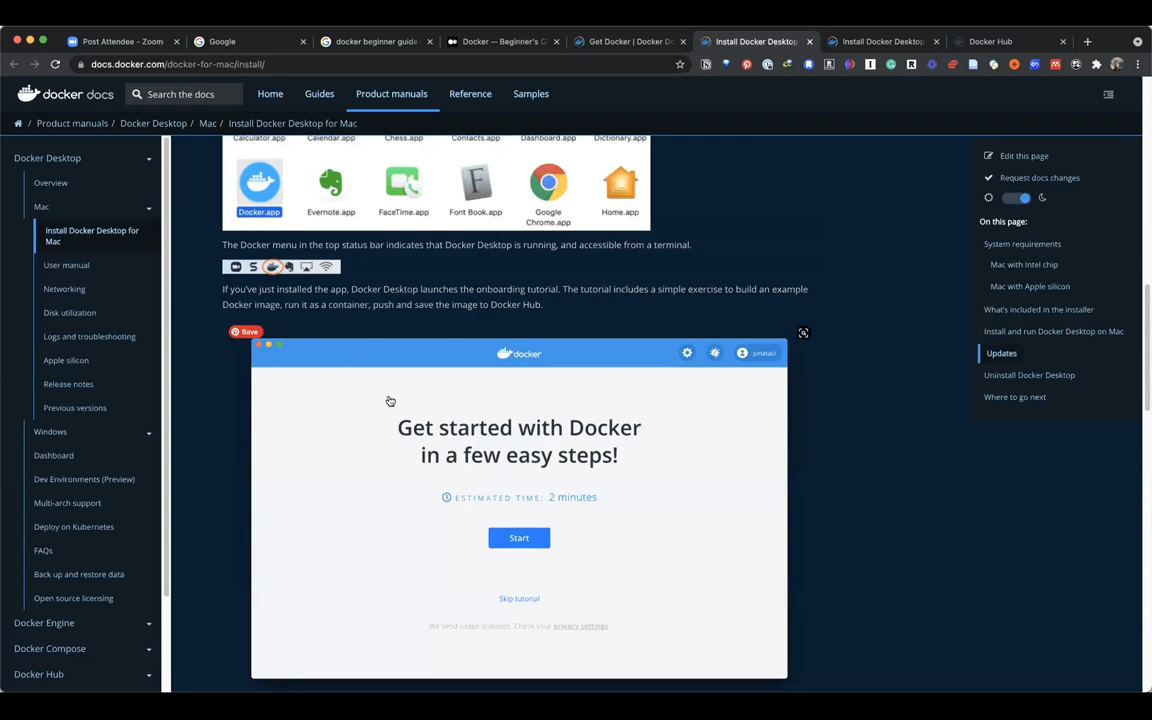 Post Attendee - Zoom
Google
docker beginner guide
Docker — Beginner's C
Get Docker | Docker D
Install Docker Desktop
Install Docker Desktop
Docker Hub
docs.docker.com/docker-for-mac/install/
docker docs
Search the docs
Home
Guides
Product manuals
Reference
Samples
/ Product manuals / Docker Desktop / Mac / Install Docker Desktop for Mac
Docker Desktop
Overview
Mac
Install Docker Desktop for
Mac
User manual
Networking
Disk utilization
Logs and troubleshooting
Apple silicon
Release notes
Previous versions
Windows
Dashboard
Dev Environments (Preview)
Multi-arch support
Deploy on Kubernetes
FAQs
Back up and restore data
Open source licensing
Docker Engine
Docker Compose
Docker Hub
Calculator.app
Calendar.app
Chess.app
Contacts.app
Dashboard.app
Dictionary.app
Docker.app
Evernote.app
FaceTime.app
Font Book.app
Google
Chrome.app
Home.app
The Docker menu in the top status bar indicates that Docker Desktop is running, and accessible from a terminal.
If you've just installed the app, Docker Desktop launches the onboarding tutorial. The tutorial includes a simple exercise to build an example
Docker image, run it as a container, push and save the image to Docker Hub.
Save
docker
pinataci
Get started with Docker
in a few easy steps!
ESTIMATED TIME: 2 minutes
Start
Skip tutorial
We send usage statistics. Check your privacy settings
Edit this page
Request docs changes
On this page:
System requirements
Mac with Intel chip
Mac with Apple silicon
What's included in the installer
Install and run Docker Desktop on Mac
Updates
Uninstall Docker Desktop
Where to go next